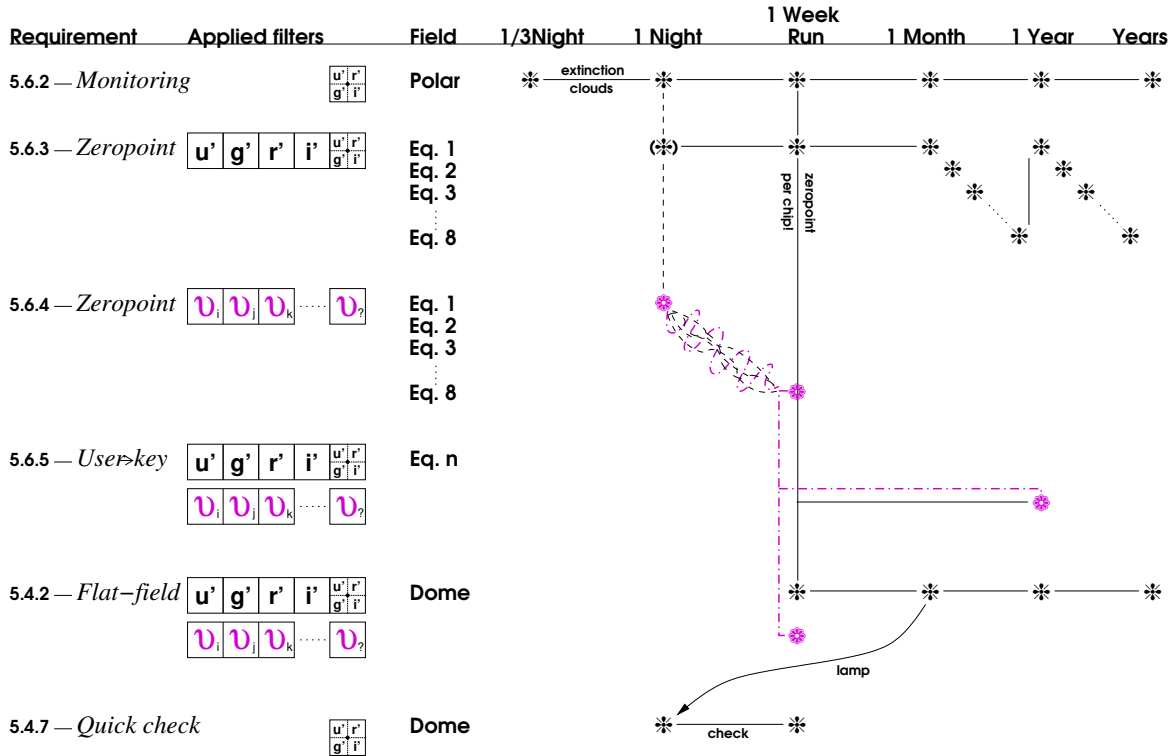 1 Week
Requirement Applied filters Field 1/3Night 1 Night Run 1 Month 1 Year Years
5.6.2 — Monitoring u' r' Polar extinction
g' i' clouds
5.6.3 — Zeropoint u' g' r' i' u' r' Eq. 1
g' i' Eq. 2
Eq. 3
Eq. 8
zeropoint
per chip!
5.6.4 — Zeropoint υi υj υk ..... υ? Eq. 1
Eq. 2
Eq. 3
Eq. 8
5.6.5 — User>key u' g' r' i' u' r' Eq. n
g' i'
υi υj υk ..... υ?
5.4.2 — Flat−field u' g' r' i' u' r' Dome
g' i'
υi υj υk ..... υ?
lamp
5.4.7 — Quick check u' r' Dome check
g' i'